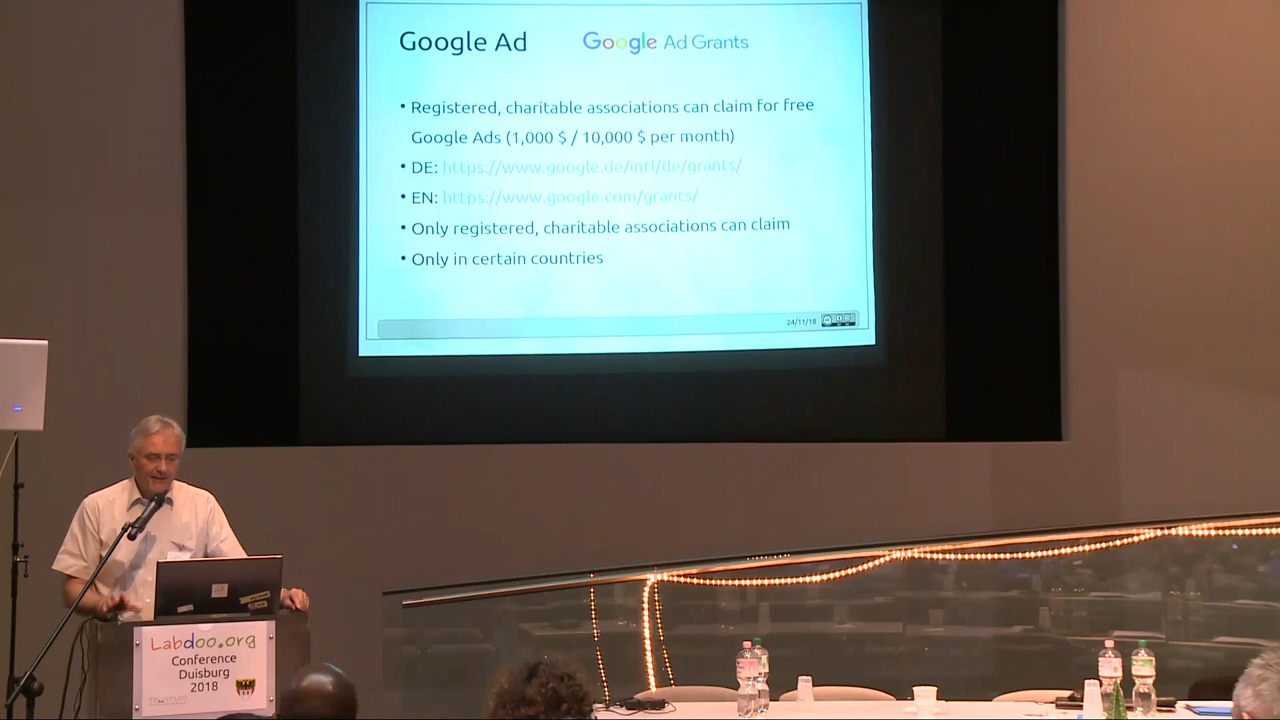 Google Ad
Google Ad Grants
• Registered, charitable associations can claim for free
Google Ads (1,000 $ / 10,000 $ per month)
• DE: https://www.google.de/intl/de/grants/
• EN: https://www.google.com/grants/
• Only registered, charitable associations can claim
• Only in certain countries
24/11/18
Labdoo.org
Conference
Duisburg
2018